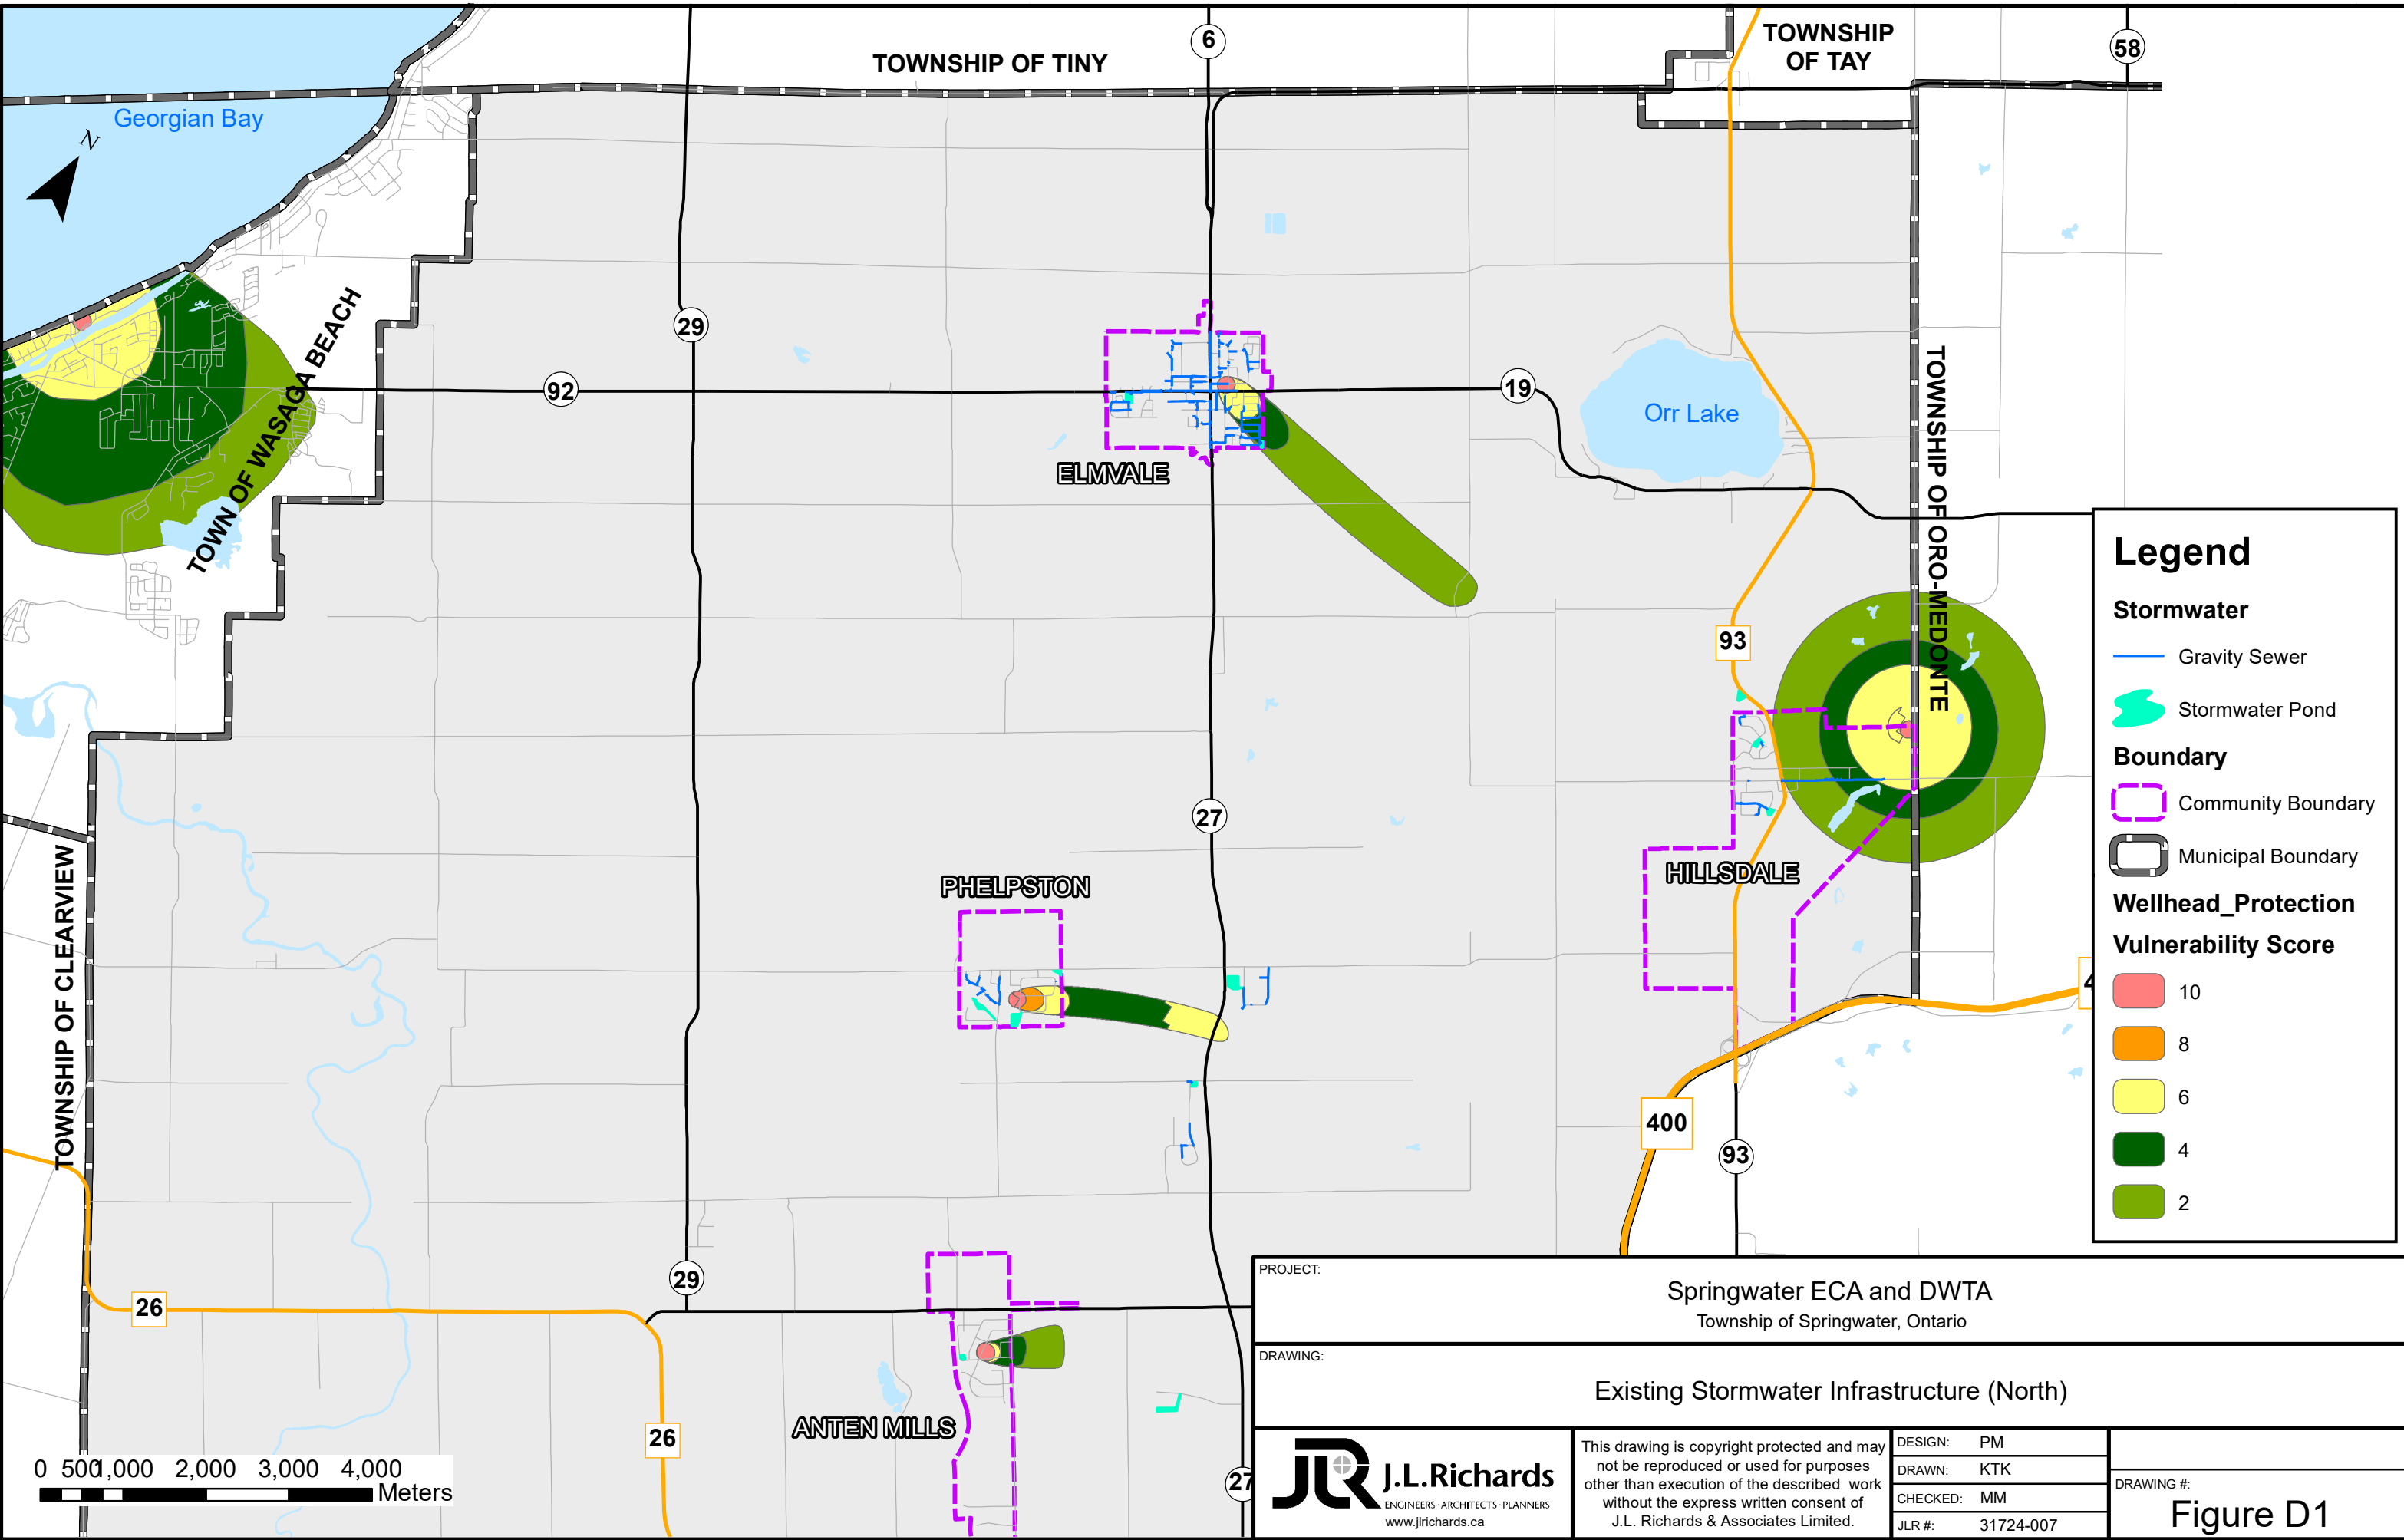 TOWNSHIP OF TINY
6
TOWNSHIP
OF TAY
58
Georgian Bay
N
29
92
19
Orr Lake
TOWN OF WASAGA BEACH
ELMVALE
TOWNSHIP OF ORO-MEDONTE
93
27
PHELPSTON
HILLSDALE
TOWNSHIP OF CLEARVIEW
400
93
29
26
26
ANTEN MILLS
27
0 500 1,000 2,000 3,000 4,000
Meters
Legend
Stormwater
Gravity Sewer
Stormwater Pond
Boundary
Community Boundary
Municipal Boundary
Wellhead_Protection
Vulnerability Score
10
8
6
4
2
PROJECT:
Springwater ECA and DWTA
Township of Springwater, Ontario
DRAWING:
Existing Stormwater Infrastructure (North)
JLR J.L.Richards
ENGINEERS · ARCHITECTS · PLANNERS
www.jlrichards.ca
This drawing is copyright protected and may
not be reproduced or used for purposes
other than execution of the described work
without the express written consent of
J.L. Richards & Associates Limited.
DESIGN: PM
DRAWN: KTK
CHECKED: MM
JLR #: 31724-007
DRAWING #:
Figure D1